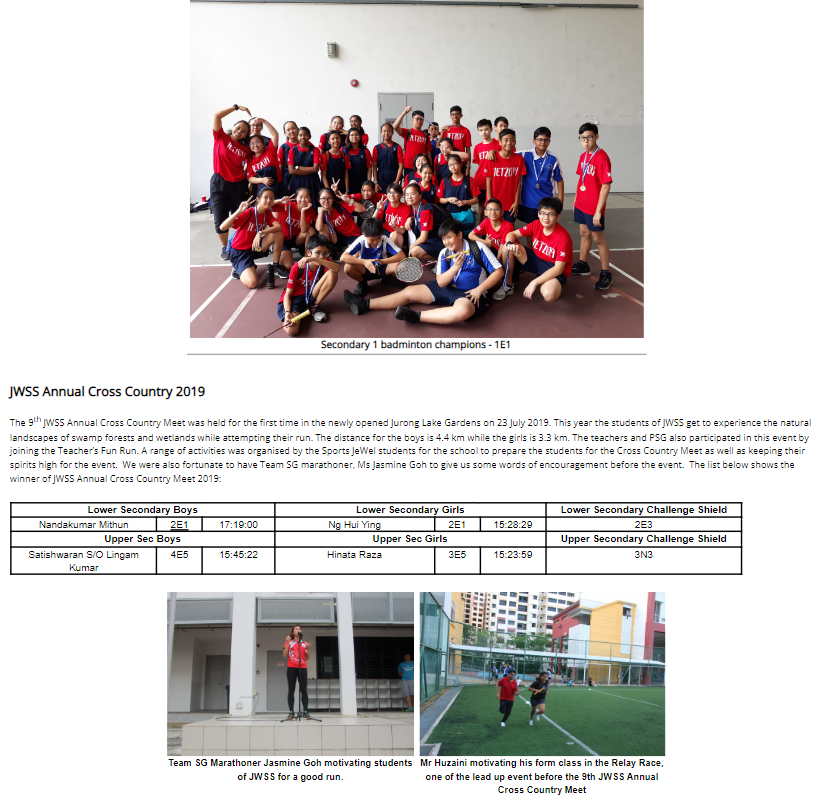 JET2019
Secondary 1 badminton champions - 1E1
JWSS Annual Cross Country 2019
The 9th JWSS Annual Cross Country Meet was held for the first time in the newly opened Jurong Lake Gardens on 23 July 2019. This year the students of JWSS get to experience the natural
landscapes of swamp forests and wetlands while attempting their run. The distance for the boys is 4.4 km while the girls is 3.3 km. The teachers and PSG also participated in this event by
joining the Teacher's Fun Run. A range of activities was organised by the Sports JeWel students for the school to prepare the students for the Cross Country Meet as well as keeping their
spirits high for the event.  We were also fortunate to have Team SG marathoner, Ms Jasmine Goh to give us some words of encouragement before the event.  The list below shows the
winner of JWSS Annual Cross Country Meet 2019:
Lower Secondary Boys Lower Secondary Girls Lower Secondary Challenge Shield
Nandakumar Mithun 2E1 17:19:00 Ng Hui Ying 2E1 15:28:29 2E3
Upper Sec Boys Upper Sec Girls Upper Secondary Challenge Shield
Satishwaran S/O Lingam 4E5 15:45:22 Hinata Raza 3E5 15:23:59 3N3
Kumar
Team SG Marathoner Jasmine Goh motivating students
of JWSS for a good run.
Mr Huzaini motivating his form class in the Relay Race,
one of the lead up event before the 9th JWSS Annual
Cross Country Meet